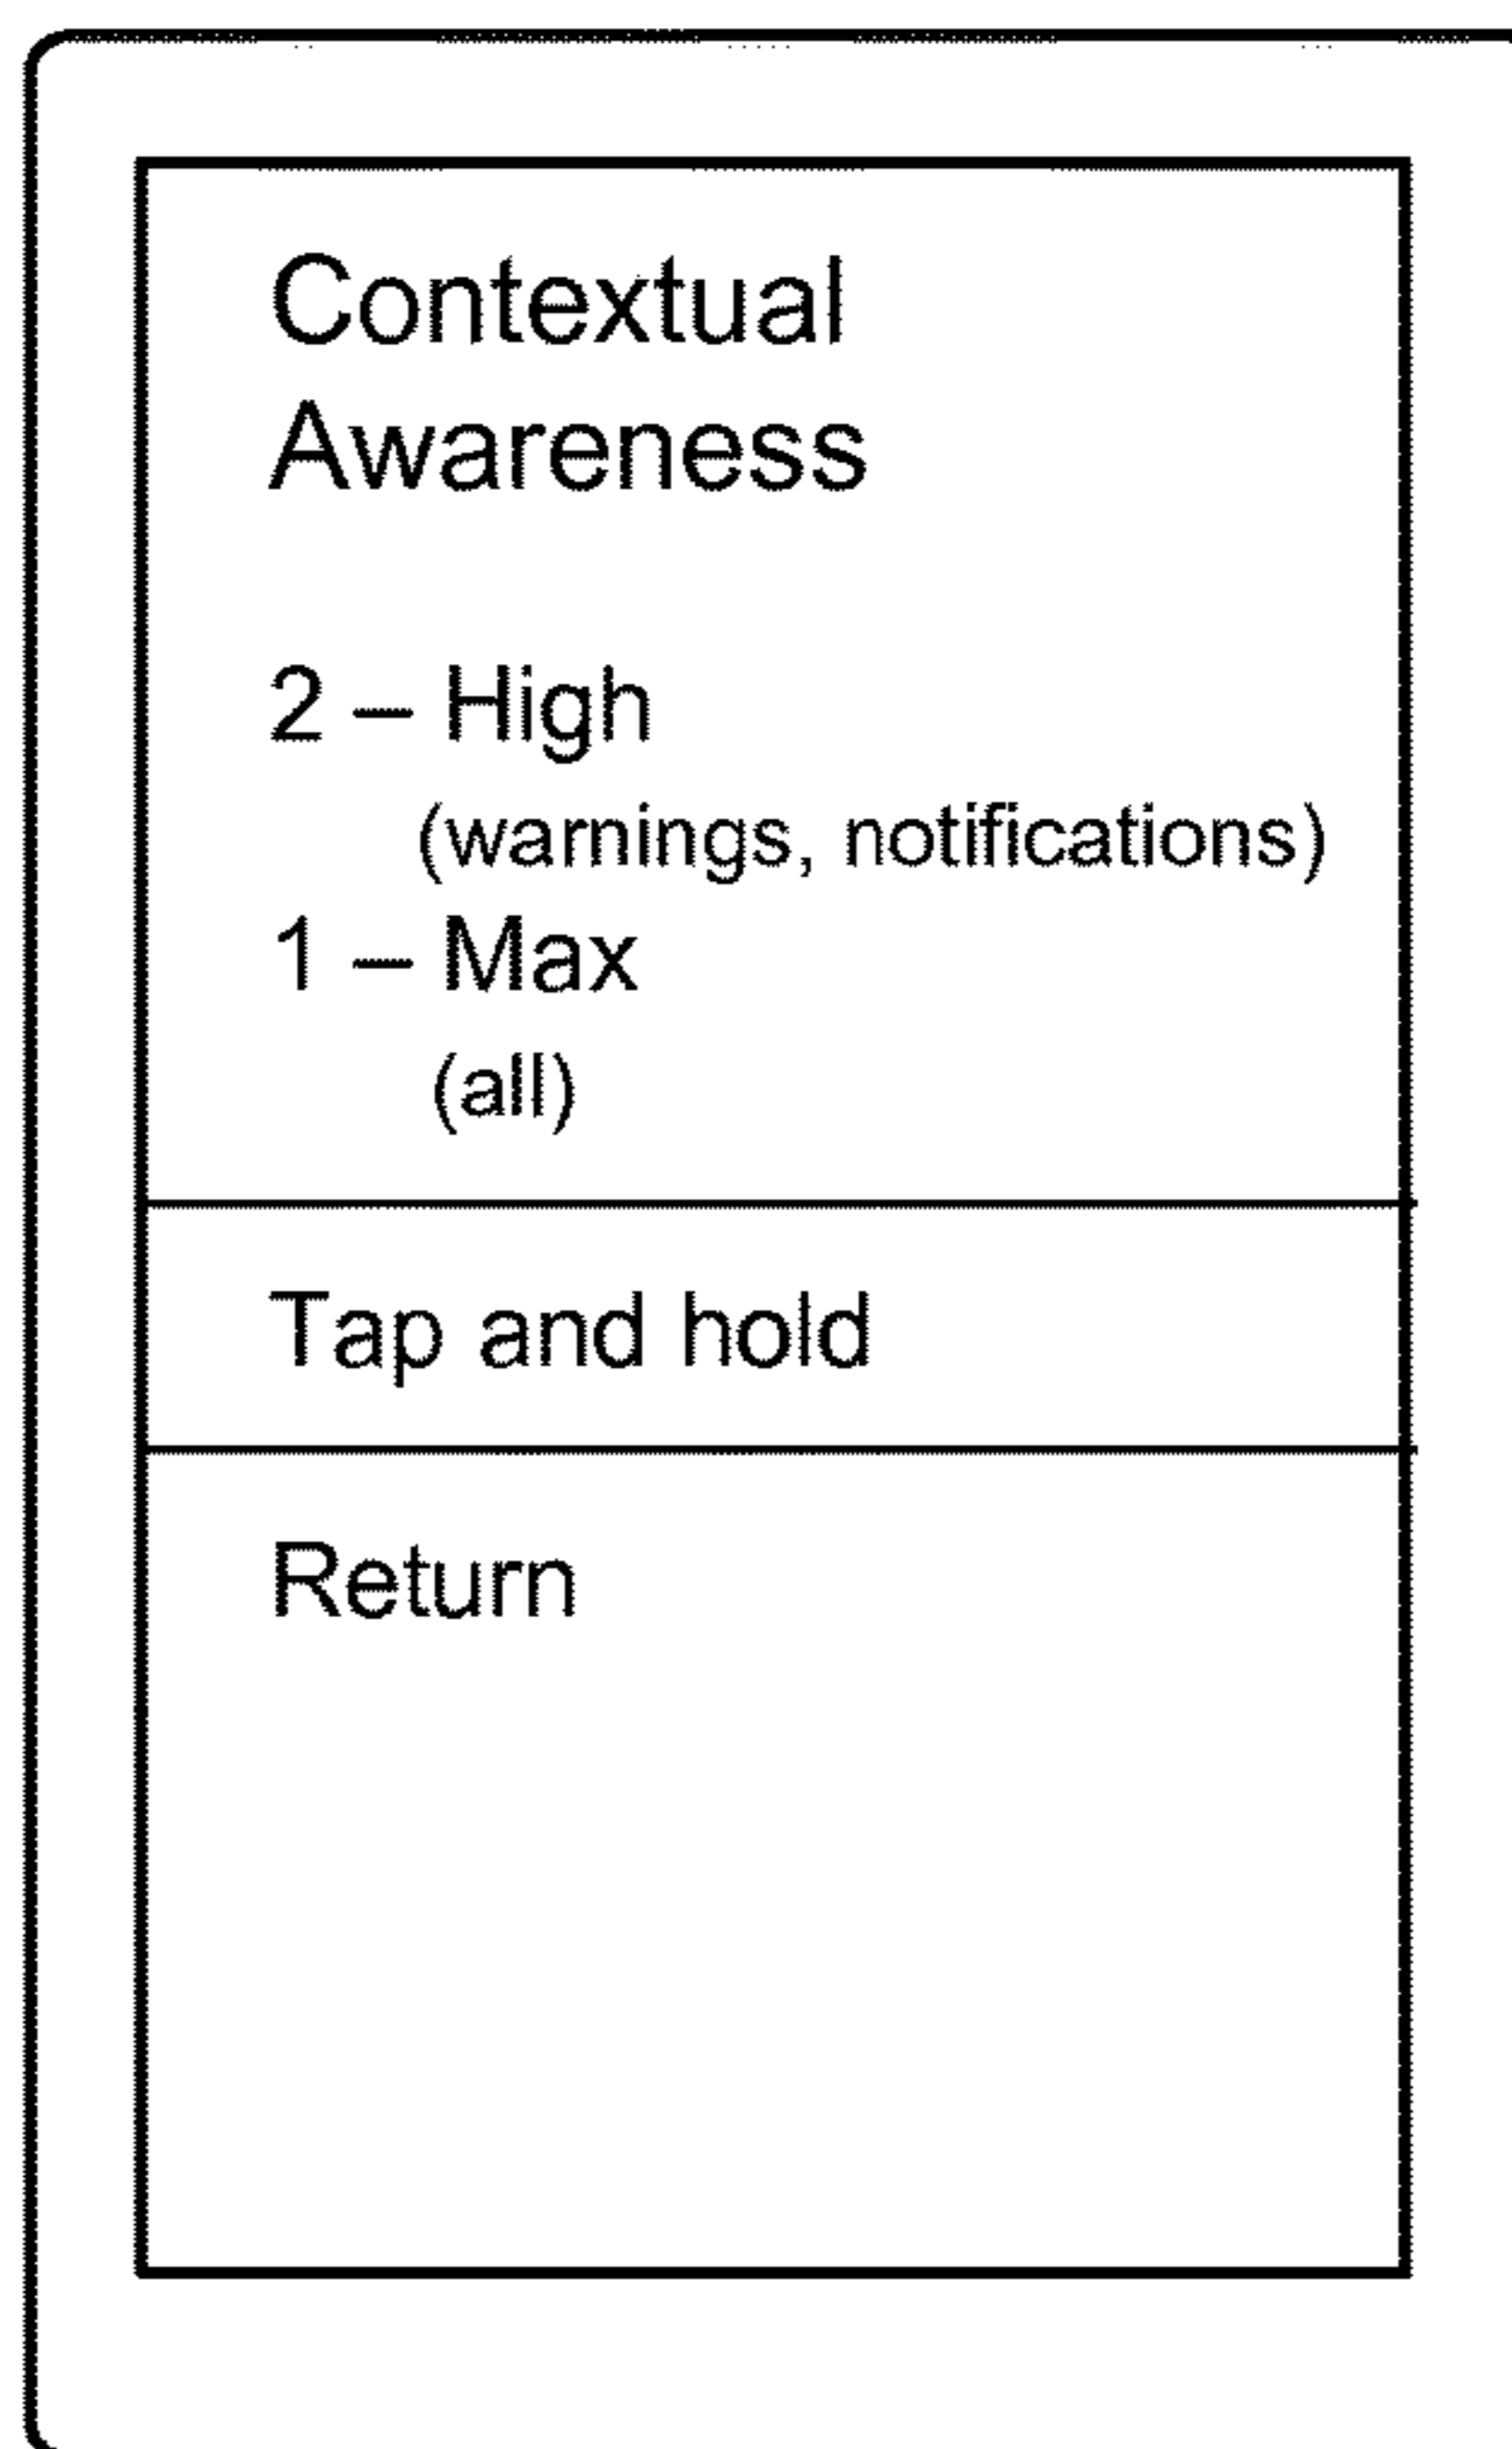 Contextual
Awareness
2 – High
(warnings, notifications)
1 – Max
(all)
Tap and hold
Return